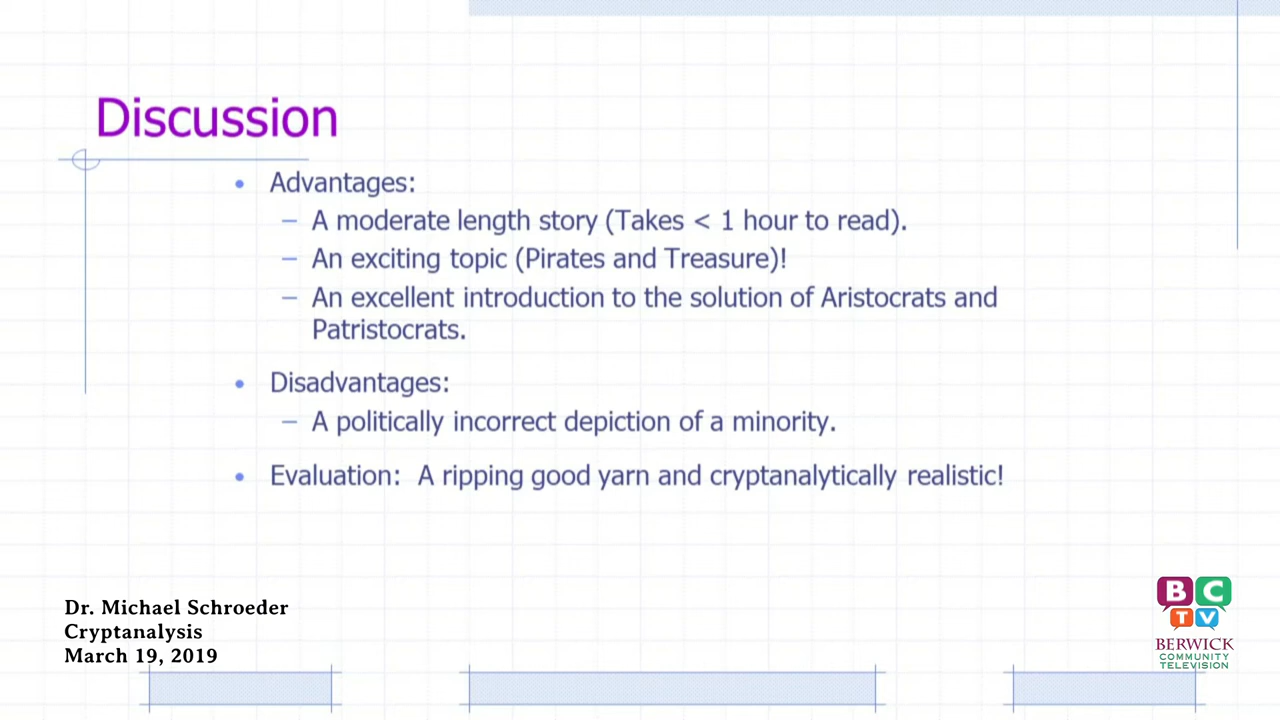 Discussion
• Advantages:
– A moderate length story (Takes < 1 hour to read).
– An exciting topic (Pirates and Treasure)!
– An excellent introduction to the solution of Aristocrats and
Patristocrats.
• Disadvantages:
– A politically incorrect depiction of a minority.
• Evaluation: A ripping good yarn and cryptanalytically realistic!
Dr. Michael Schroeder
Cryptanalysis
March 19, 2019
BC
TV
BERWICK
COMMUNITY
TELEVISION